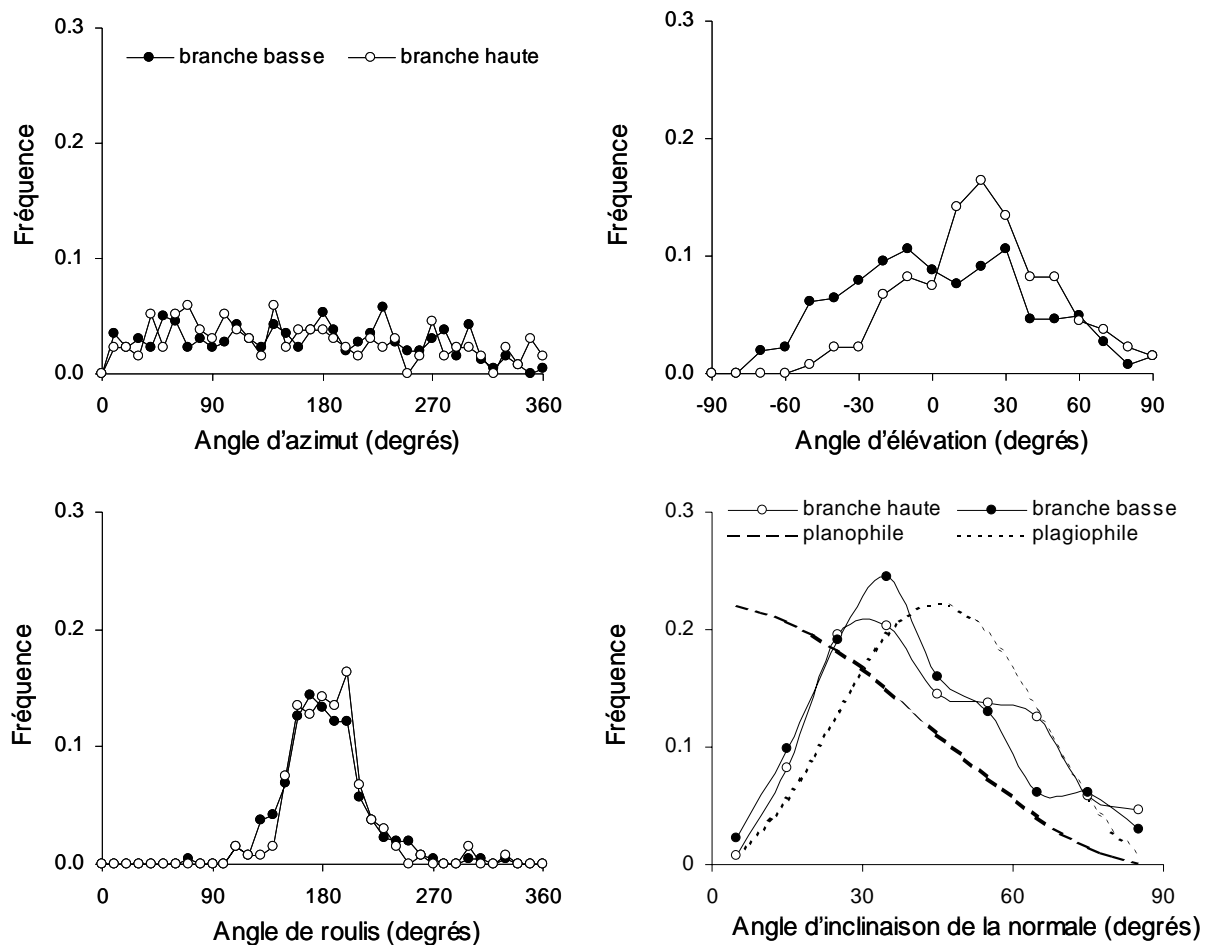 0.3
branche basse
branche haute
0.2
Fréquence
0.1
0.0
0 90 180 270 360
Angle d'azimut (degrés)
0.3
0.2
Fréquence
0.1
0.0
-90 -60 -30 0 30 60 90
Angle d'élévation (degrés)
0.3
0.2
Fréquence
0.1
0.0
0 90 180 270 360
Angle de roulis (degrés)
0.3
branche haute
branche basse
planophile
plagiophile
0.2
Fréquence
0.1
0
0 30 60 90
Angle d'inclinaison de la normale (degrés)